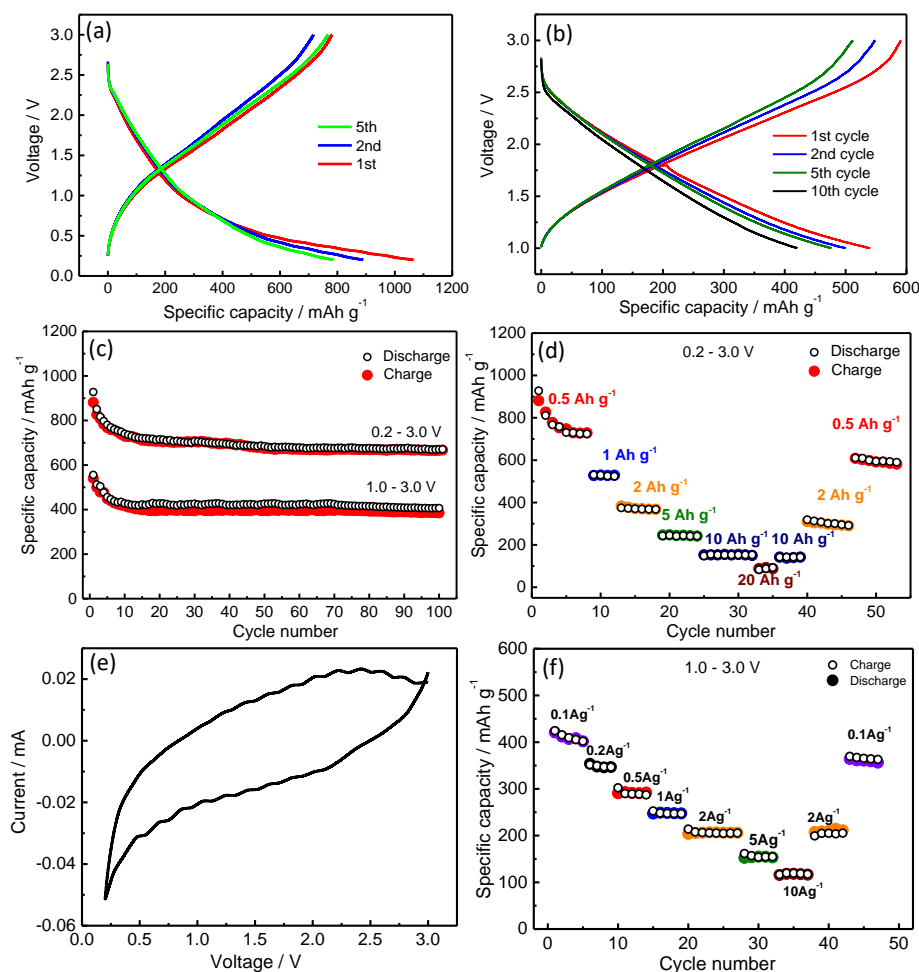 (a)
3.0
2.5
2.0
1.5
1.0
0.5
0.0
Voltage / V
5th
2nd
1st
0 200 400 600 800 1000 1200
Specific capacity / mAh g-1
(b)
3.0
2.5
2.0
1.5
1.0
Voltage / V
1st cycle
2nd cycle
5th cycle
10th cycle
0 100 200 300 400 500 600
Specific capacity / mAh g-1
(c)
1200
1000
800
600
400
200
0
Specific capacity / mAh g-1
Discharge
Charge
0.2 - 3.0 V
1.0 - 3.0 V
0 10 20 30 40 50 60 70 80 90 100
Cycle number
(d)
1200
1000
800
600
400
200
0
Specific capacity / mAh g-1
0.2 - 3.0 V
Discharge
Charge
0.5 Ah g-1
1 Ah g-1
2 Ah g-1
5 Ah g-1
10 Ah g-1
20 Ah g-1
10 Ah g-1
2 Ah g-1
0.5 Ah g-1
0 10 20 30 40 50
Cycle number
(e)
0.02
0.00
-0.02
-0.04
-0.06
Current / mA
0.0 0.5 1.0 1.5 2.0 2.5 3.0
Voltage / V
(f)
600
500
400
300
200
100
0
Specific capacity / mAh g-1
1.0 - 3.0 V
Charge
Discharge
0.1Ag-1
0.2Ag-1
0.5Ag-1
1Ag-1
2Ag-1
5Ag-1
10Ag-1
2Ag-1
0.1Ag-1
0 10 20 30 40 50
Cycle number